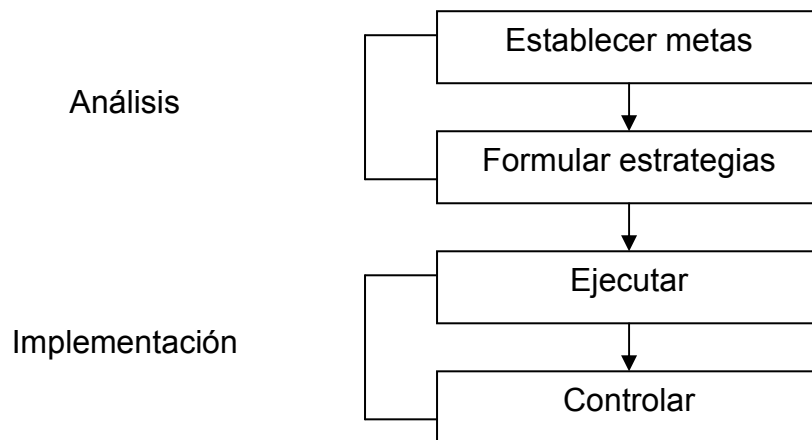 Establecer metas
Análisis
Formular estrategias
Ejecutar
Implementación
Controlar